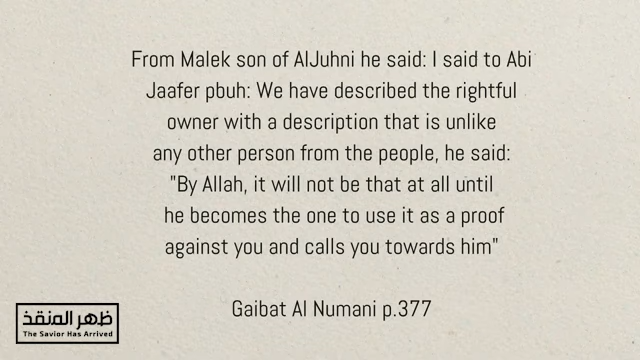 From Malek son of AlJuhni he said: I said to Abi
Jaafer pbuh: We have described the rightful
owner with a description that is unlike
any other person from the people, he said:
"By Allah, it will not be that at all until
he becomes the one to use it as a proof
against you and calls you towards him"
Gaibat Al Numani p.377
ظهر المنقذ
The Savior Has Arrived